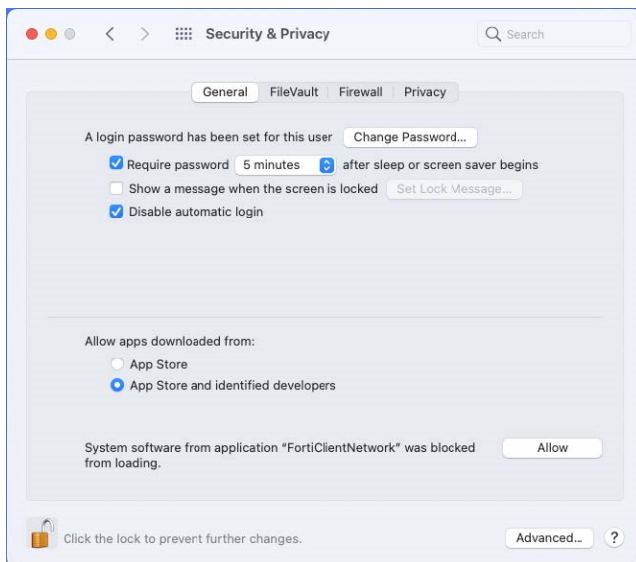 Security & Privacy
Search
General FileVault Firewall Privacy
A login password has been set for this user Change Password...
Require password 5 minutes after sleep or screen saver begins
Show a message when the screen is locked Set Lock Message...
Disable automatic login
Allow apps downloaded from:
App Store
App Store and identified developers
System software from application “FortiClientNetwork” was blocked Allow
from loading.
Click the lock to prevent further changes. Advanced... ?